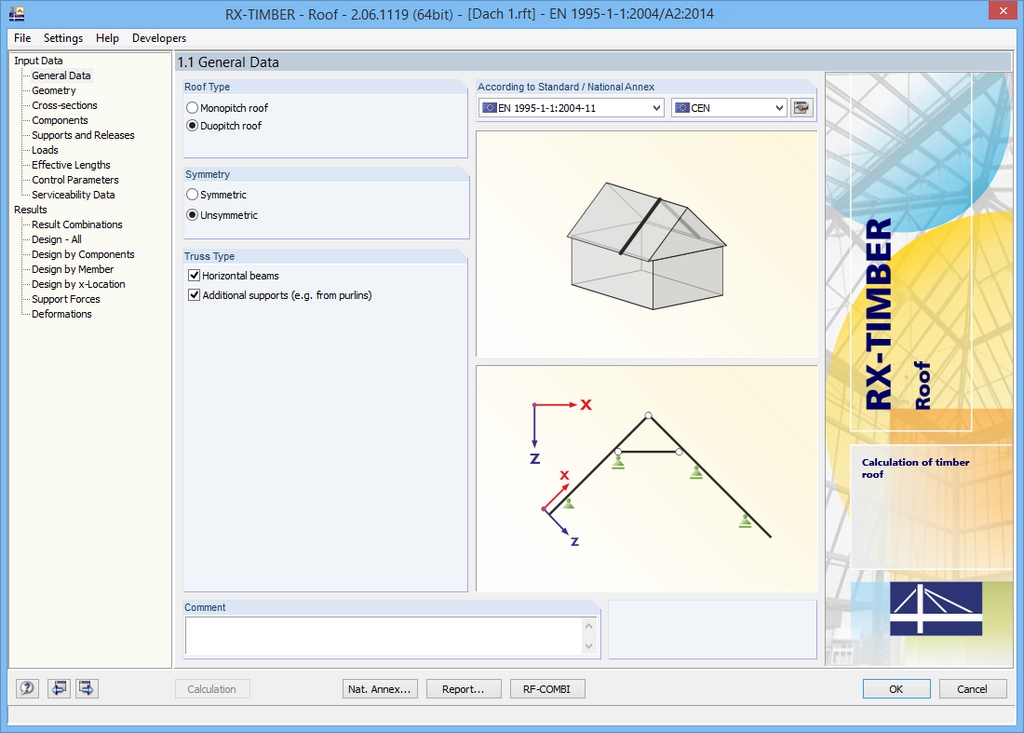 RX-TIMBER - Roof - 2.06.1119 (64bit) - [Dach 1.rft] - EN 1995-1-1:2004/A2:2014
File Settings Help Developers
Input Data
General Data
Geometry
Cross-sections
Components
Supports and Releases
Loads
Effective Lengths
Control Parameters
Serviceability Data
Results
Result Combinations
Design - All
Design by Components
Design by Member
Design by x-Location
Support Forces
Deformations
1.1 General Data
Roof Type
Monopitch roof
Duopitch roof
Symmetry
Symmetric
Unsymmetric
Truss Type
Horizontal beams
Additional supports (e.g. from purlins)
According to Standard / National Annex
EN 1995-1-1:2004-11 CEN
X
Z
x
z
Comment
RX-TIMBER
Roof
Calculation of timber
roof
Calculation Nat. Annex... Report... RF-COMBI OK Cancel